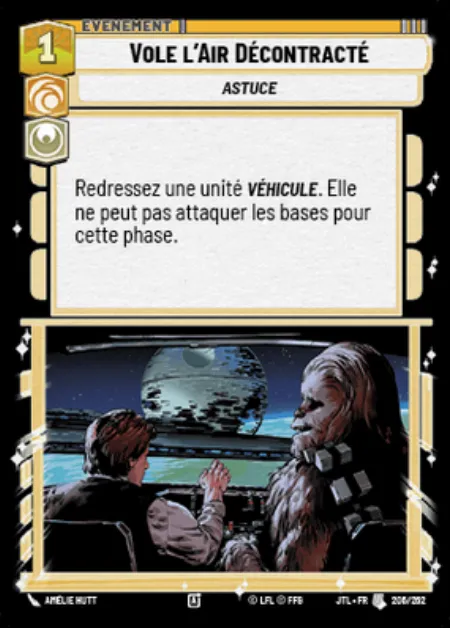 ÉVÉNEMENT
1
VOLE L'AIR DÉCONTRACTÉ
ASTUCE
Redressez une unité VÉHICULE. Elle
ne peut pas attaquer les bases pour
cette phase.
AMÉLIE HUTT
A
© LFL © FFG
JTL • FR
206/262